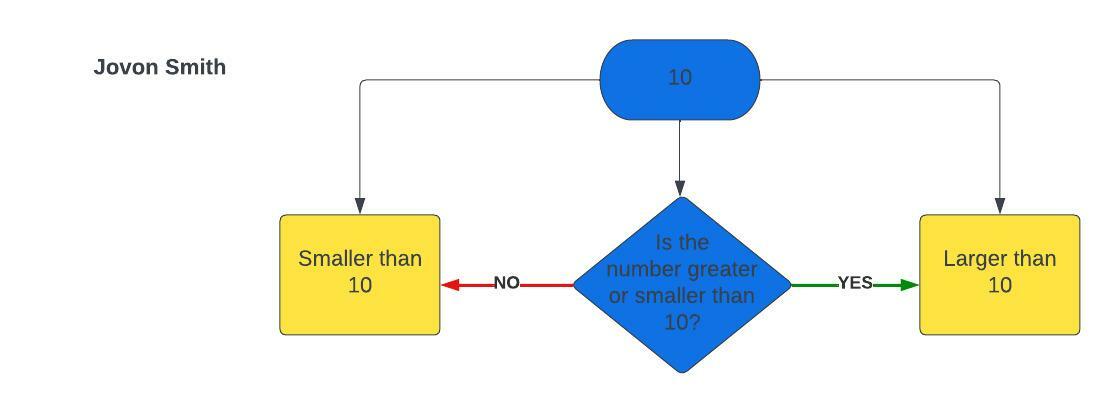 Jovon Smith
10
Smaller than
10
NO
Is the
number greater
or smaller than
10?
YES
Larger than
10